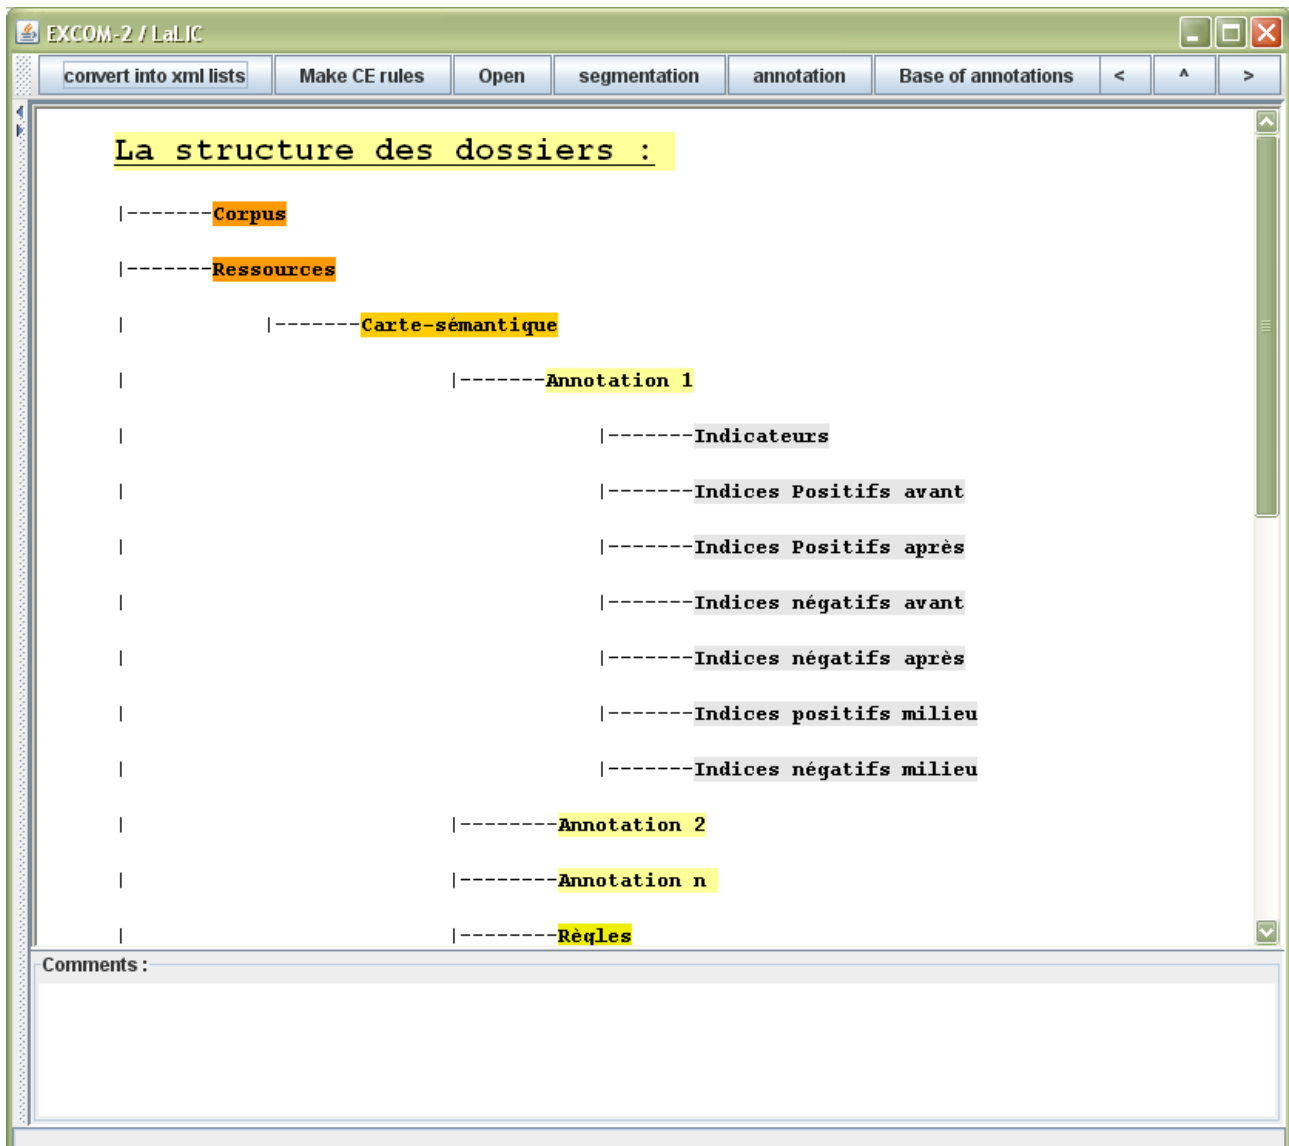 EXCOM-2 / LaLIC
convert into xml lists Make CE rules Open segmentation annotation Base of annotations < ^ >
La structure des dossiers :
|-------Corpus
|-------Ressources
| |-------Carte-sémantique
| |-------Annotation 1
| |-------Indicateurs
| |-------Indices Positifs avant
| |-------Indices Positifs après
| |-------Indices négatifs avant
| |-------Indices négatifs après
| |-------Indices positifs milieu
| |-------Indices négatifs milieu
| |--------Annotation 2
| |--------Annotation n
| |--------Règles
Comments :